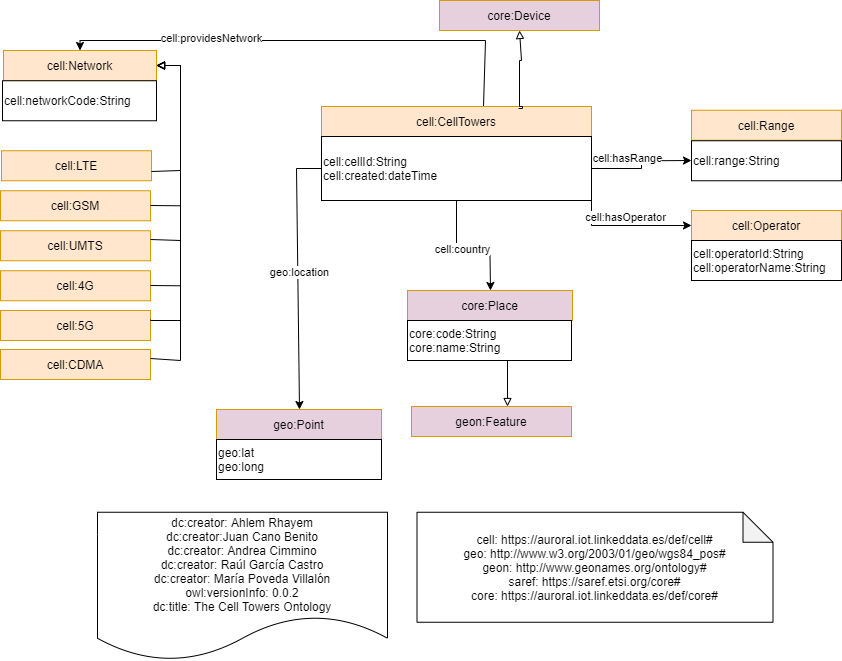 core:Device
cell:providesNetwork
cell:Network
cell:networkCode:String
cell:CellTowers
cell:cellId:String
cell:created:dateTime
cell:hasRange
cell:Range
cell:range:String
cell:LTE
cell:GSM
cell:UMTS
cell:4G
cell:5G
cell:CDMA
cell:hasOperator
cell:Operator
cell:operatorId:String
cell:operatorName:String
cell:country
geo:location
core:Place
core:code:String
core:name:String
geo:Point
geo:lat
geo:long
geon:Feature
dc:creator: Ahlem Rhayem
dc:creator:Juan Cano Benito
dc:creator: Andrea Cimmino
dc:creator: Raúl García Castro
dc:creator: María Poveda Villalón
owl:versionInfo: 0.0.2
dc:title: The Cell Towers Ontology
cell: https://auroral.iot.linkeddata.es/def/cell#
geo: http://www.w3.org/2003/01/geo/wgs84_pos#
geon: http://www.geonames.org/ontology#
saref: https://saref.etsi.org/core#
core: https://auroral.iot.linkeddata.es/def/core#